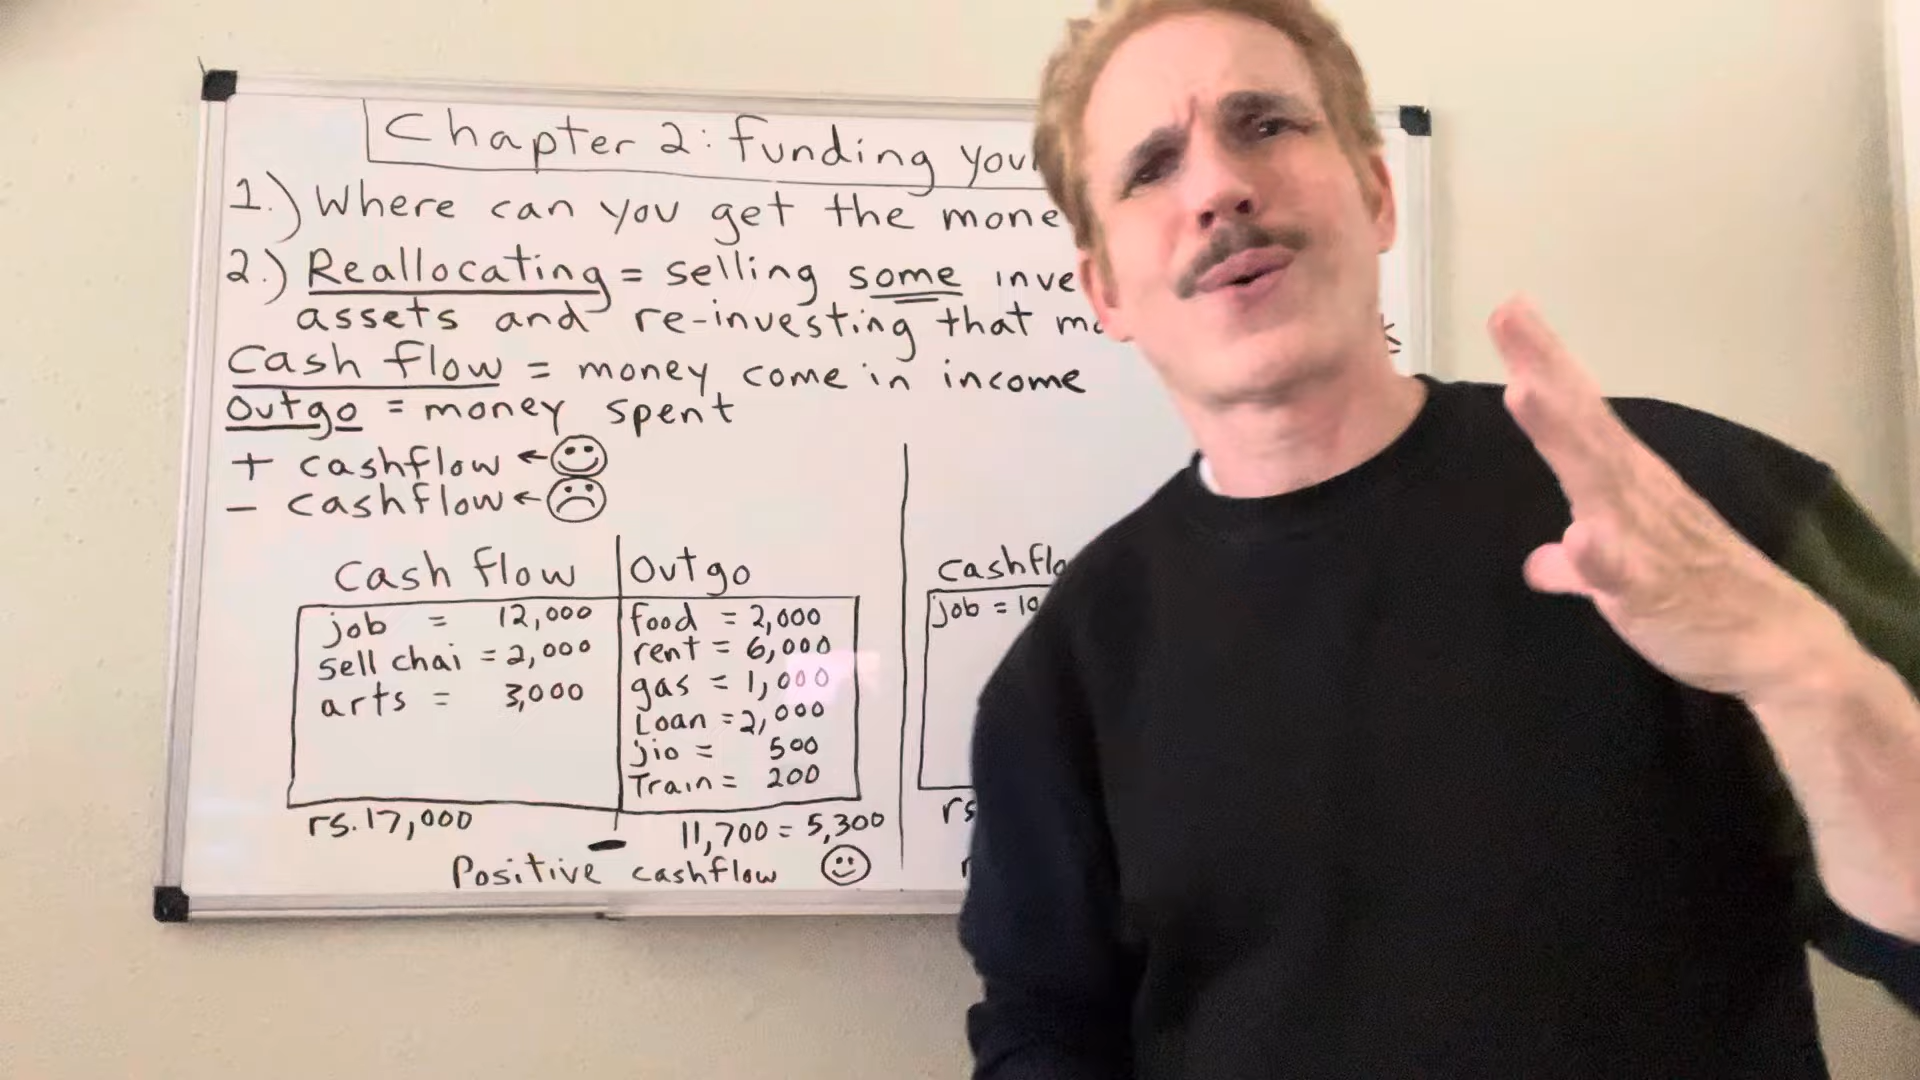 Chapter 2: funding your
1.) Where can you get the mone
2.) Reallocating = selling some inve
assets and re-investing that mo
Cash flow = money come in income
Outgo = money spent
+ cashflow ←
- cashflow ←
Cash flow Outgo
job = 12,000 food = 2,000
sell chai = 2,000 rent = 6,000
arts = 3,000 gas = 1,000
Loan = 2,000
jio = 500
Train = 200
rs. 17,000 - 11,700 = 5,300
Positive cashflow
cashflo
job = 10
rs